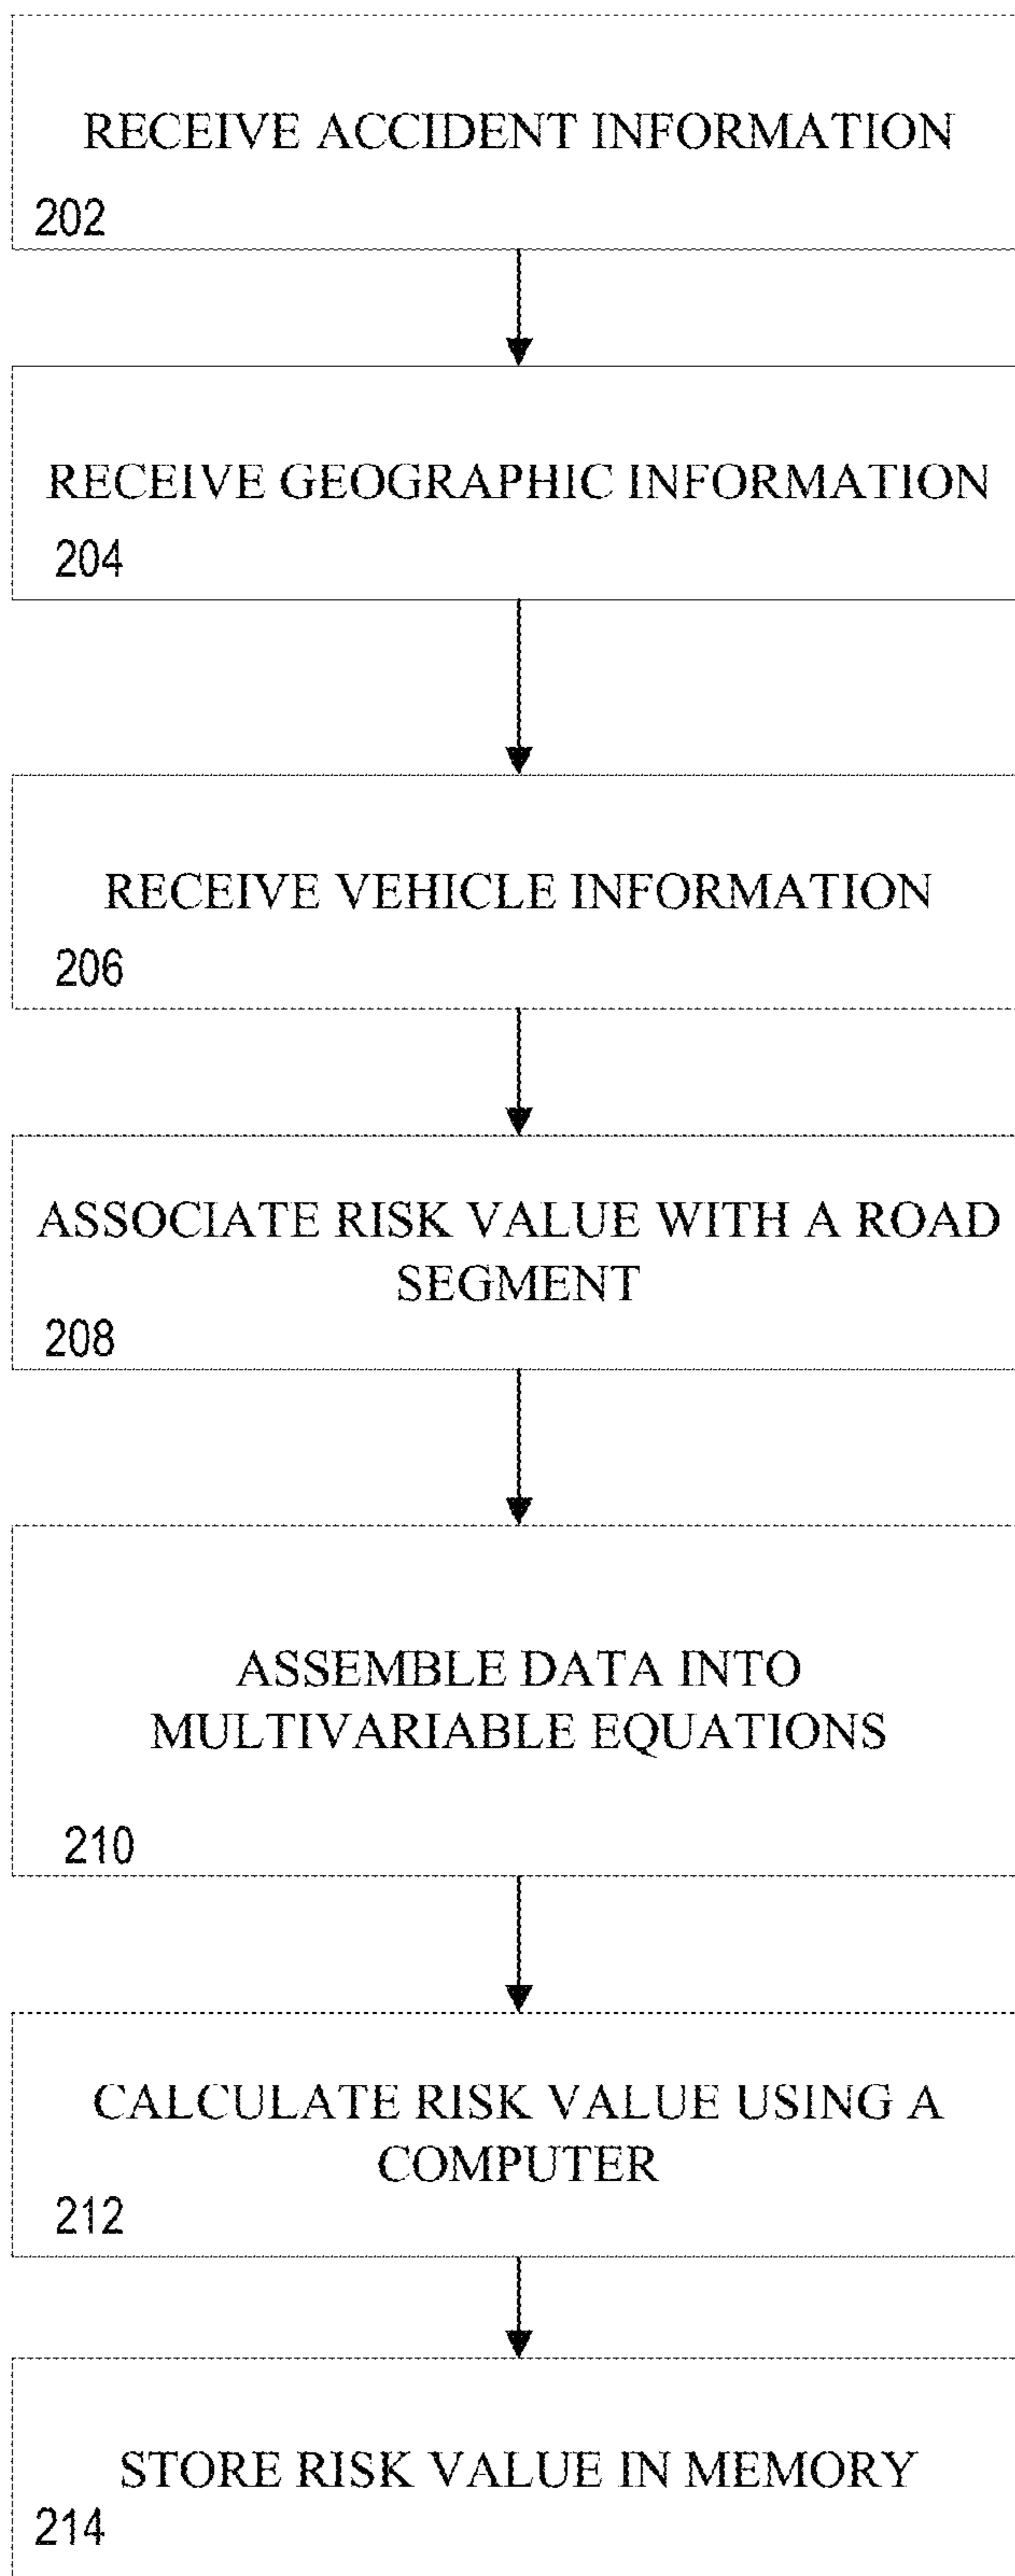 RECEIVE ACCIDENT INFORMATION
202
RECEIVE GEOGRAPHIC INFORMATION
204
RECEIVE VEHICLE INFORMATION
206
ASSOCIATE RISK VALUE WITH A ROAD
SEGMENT
208
ASSEMBLE DATA INTO
MULTIVARIABLE EQUATIONS
210
CALCULATE RISK VALUE USING A
COMPUTER
212
STORE RISK VALUE IN MEMORY
214